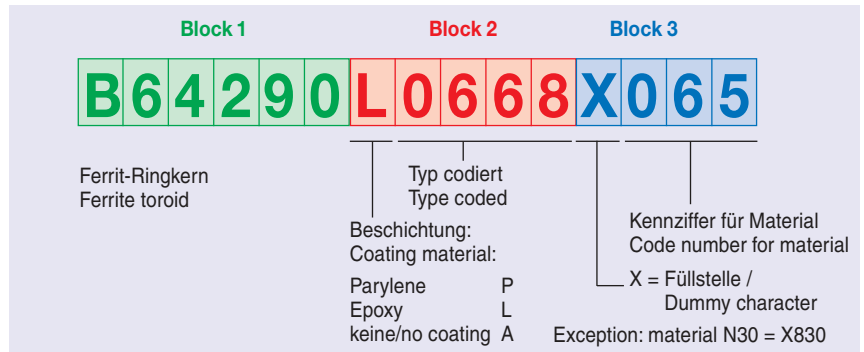 Block 1 Block 2 Block 3
B64290L0668X065
Ferrit-Ringkern
Ferrite toroid
Typ codiert
Type coded
Beschichtung:
Coating material:
Parylene P
Epoxy L
keine/no coating A
Kennziffer für Material
Code number for material
X = Füllstelle /
Dummy character
Exception: material N30 = X830